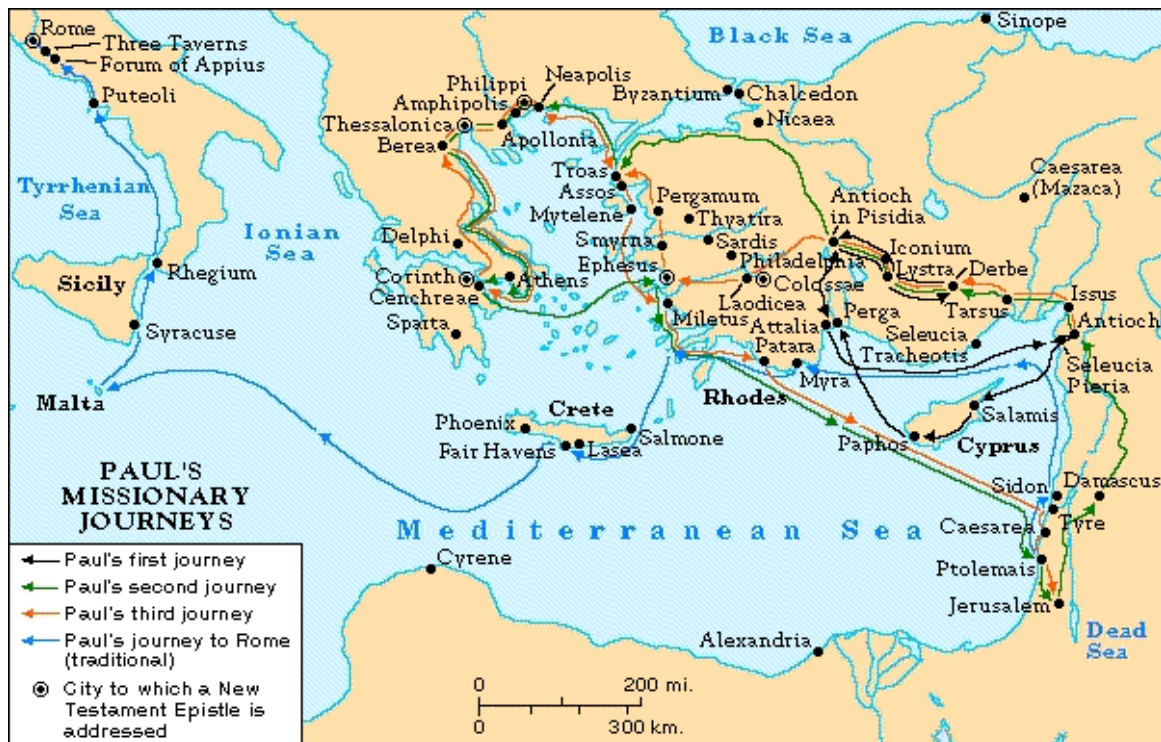 Rome
Three Taverns
Forum of Appius
Puteoli
Tyrrhenian
Sea
Ionian
Sea
Sicily
Rhegium
Syracuse
Malta
Black Sea
Sinope
Philippi
Neapolis
Amphipolis
Thessalonica
Apollonia
Berea
Byzantium
Chalcedon
Nicaea
Troas
Assos
Mytelene
Pergamum
Thyatira
Smyrna
Sardis
Ephesus
Philadelphia
Colossae
Laodicea
Miletus
Antioch
in Pisidia
Caesarea
(Mazaca)
Iconium
Lystra
Derbe
Tarsus
Issus
Antioch
Seleucia
Pieria
Attalia
Perga
Patara
Seleucia
Tracheotis
Myra
Rhodes
Delphi
Corinth
Cenchreae
Athens
Sparta
Crete
Phoenix
Salmone
Fair Havens
Lasea
Salamis
Paphos
Cyprus
Sidon
Damascus
Tyre
Caesarea
Ptolemais
Jerusalem
Dead
Sea
Mediterranean Sea
Cyrene
Alexandria
PAUL'S
MISSIONARY
JOURNEYS
Paul's first journey
Paul's second journey
Paul's third journey
Paul's journey to Rome
(traditional)
City to which a New
Testament Epistle is
addressed
0 200 mi.
0 300 km.